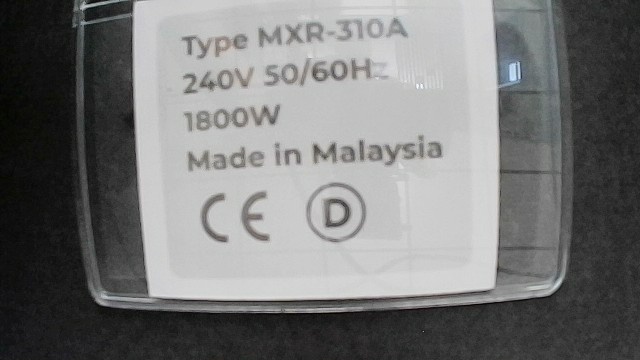 Type MXR-310A
240V 50/60Hz
1800W
Made in Malaysia
CE D